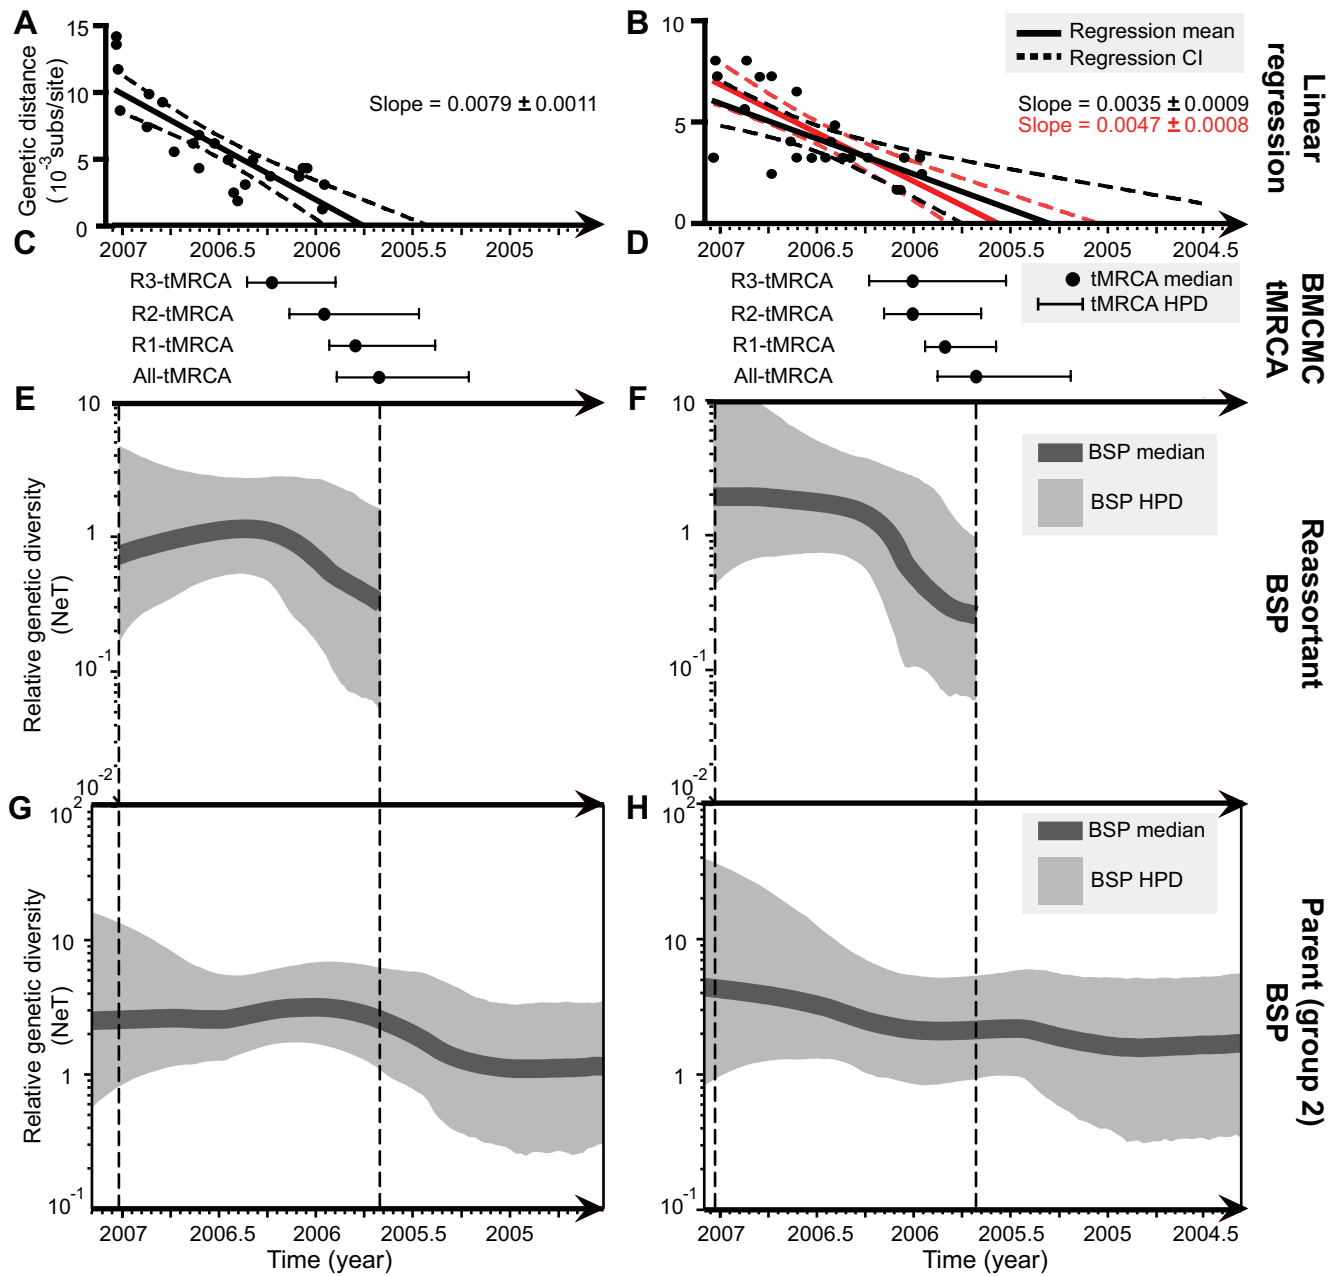 A
15
10
5
0
Genetic distance
(10-3subs/site)
Slope = 0.0079 ± 0.0011
2007 2006.5 2006 2005.5 2005
B
10
5
0
Regression mean
Regression CI
Slope = 0.0035 ± 0.0009
Slope = 0.0047 ± 0.0008
2007 2006.5 2006 2005.5 2005 2004.5
Linear
regression
C
R3-tMRCA
R2-tMRCA
R1-tMRCA
All-tMRCA
D
R3-tMRCA
R2-tMRCA
R1-tMRCA
All-tMRCA
tMRCA median
tMRCA HPD
BMCMC
tMRCA
E
10
1
10-1
10-2
Relative genetic diversity
(NeT)
F
10
1
10-1
10-2
BSP median
BSP HPD
Reassortant
BSP
G
102
10
1
10-1
Relative genetic diversity
(NeT)
2007 2006.5 2006 2005.5 2005
Time (year)
H
102
10
1
10-1
BSP median
BSP HPD
2007 2006.5 2006 2005.5 2005 2004.5
Time (year)
Parent (group 2)
BSP